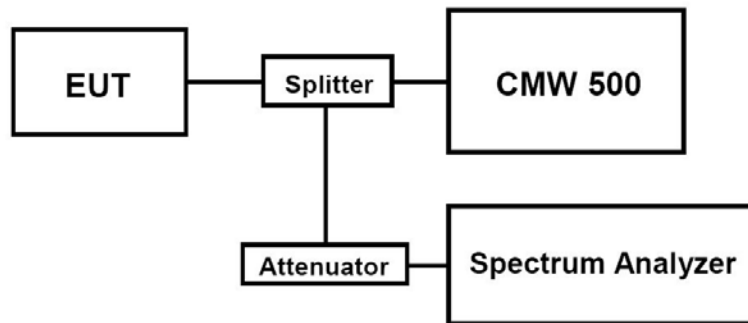 EUT
Splitter
CMW 500
Attenuator
Spectrum Analyzer